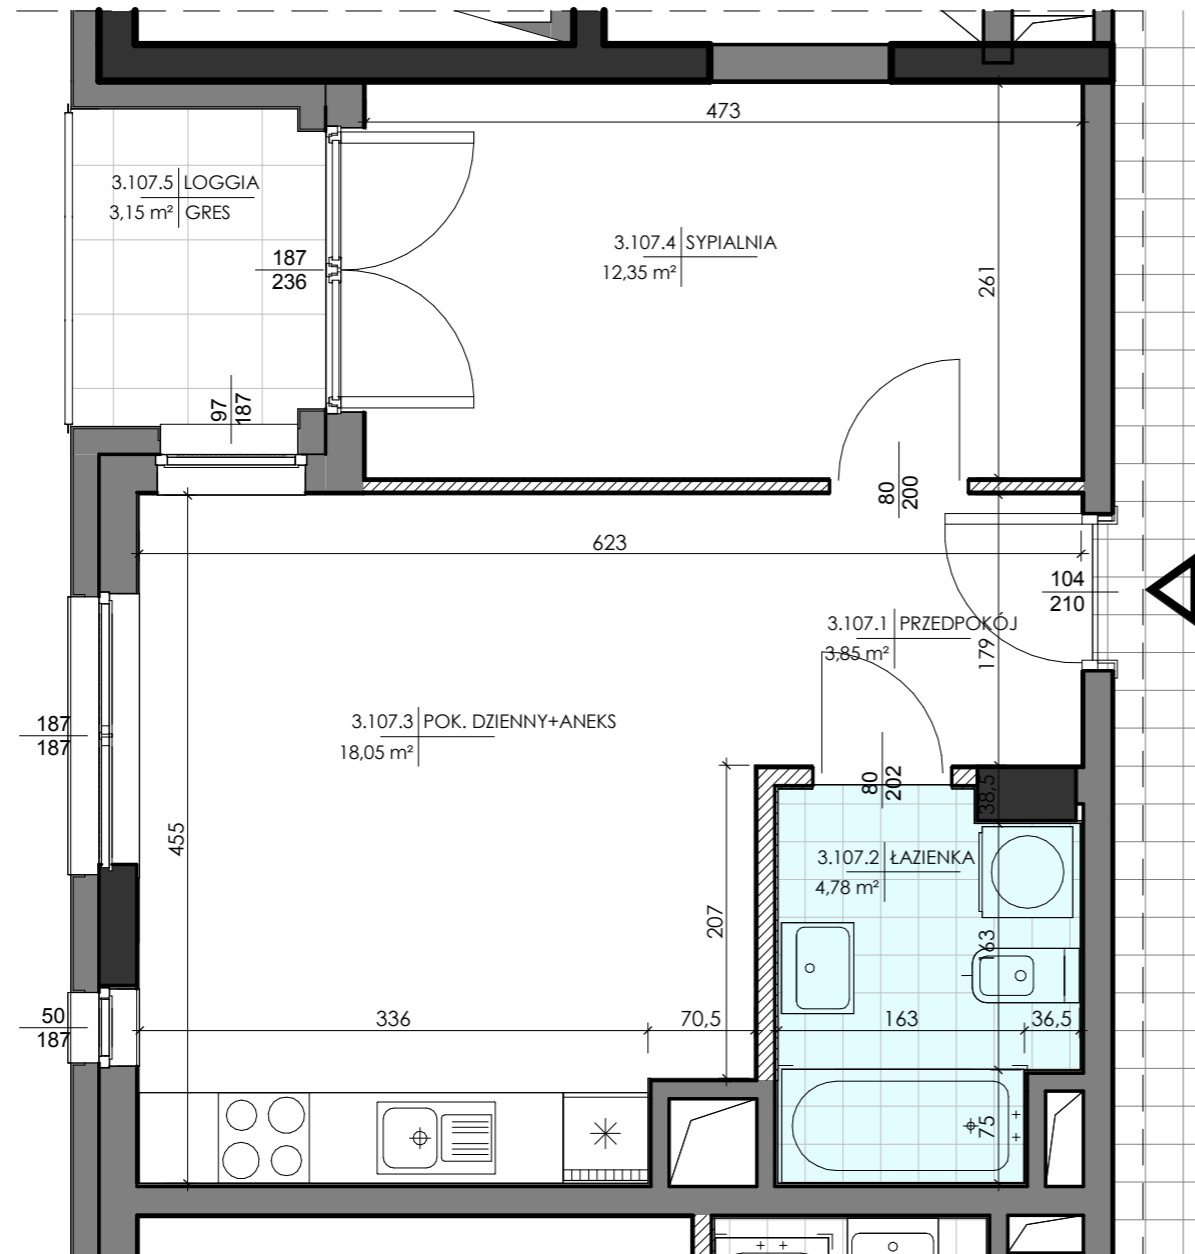 473
3.107.5 LOGGIA
3,15 m² GRES
3.107.4 SYPIALNIA
12,35 m²
187
236
261
97
187
80
200
623
104
210
3.107.1 PRZEDPOKÓJ
3,85 m²
179
3.107.3 POK. DZIENNY+ANEKS
18,05 m²
187
187
80
202
38,5
455
3.107.2 ŁAZIENKA
4,78 m²
207
163
50
187
336
70,5
163
36,5
75